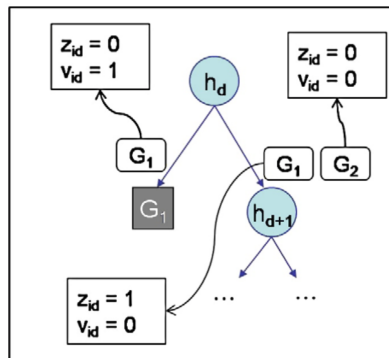 z_id = 0
v_id = 1
h_d
z_id = 0
v_id = 0
G_1
G_1
G_2
G_1
h_d+1
z_id = 1
v_id = 0
...
...